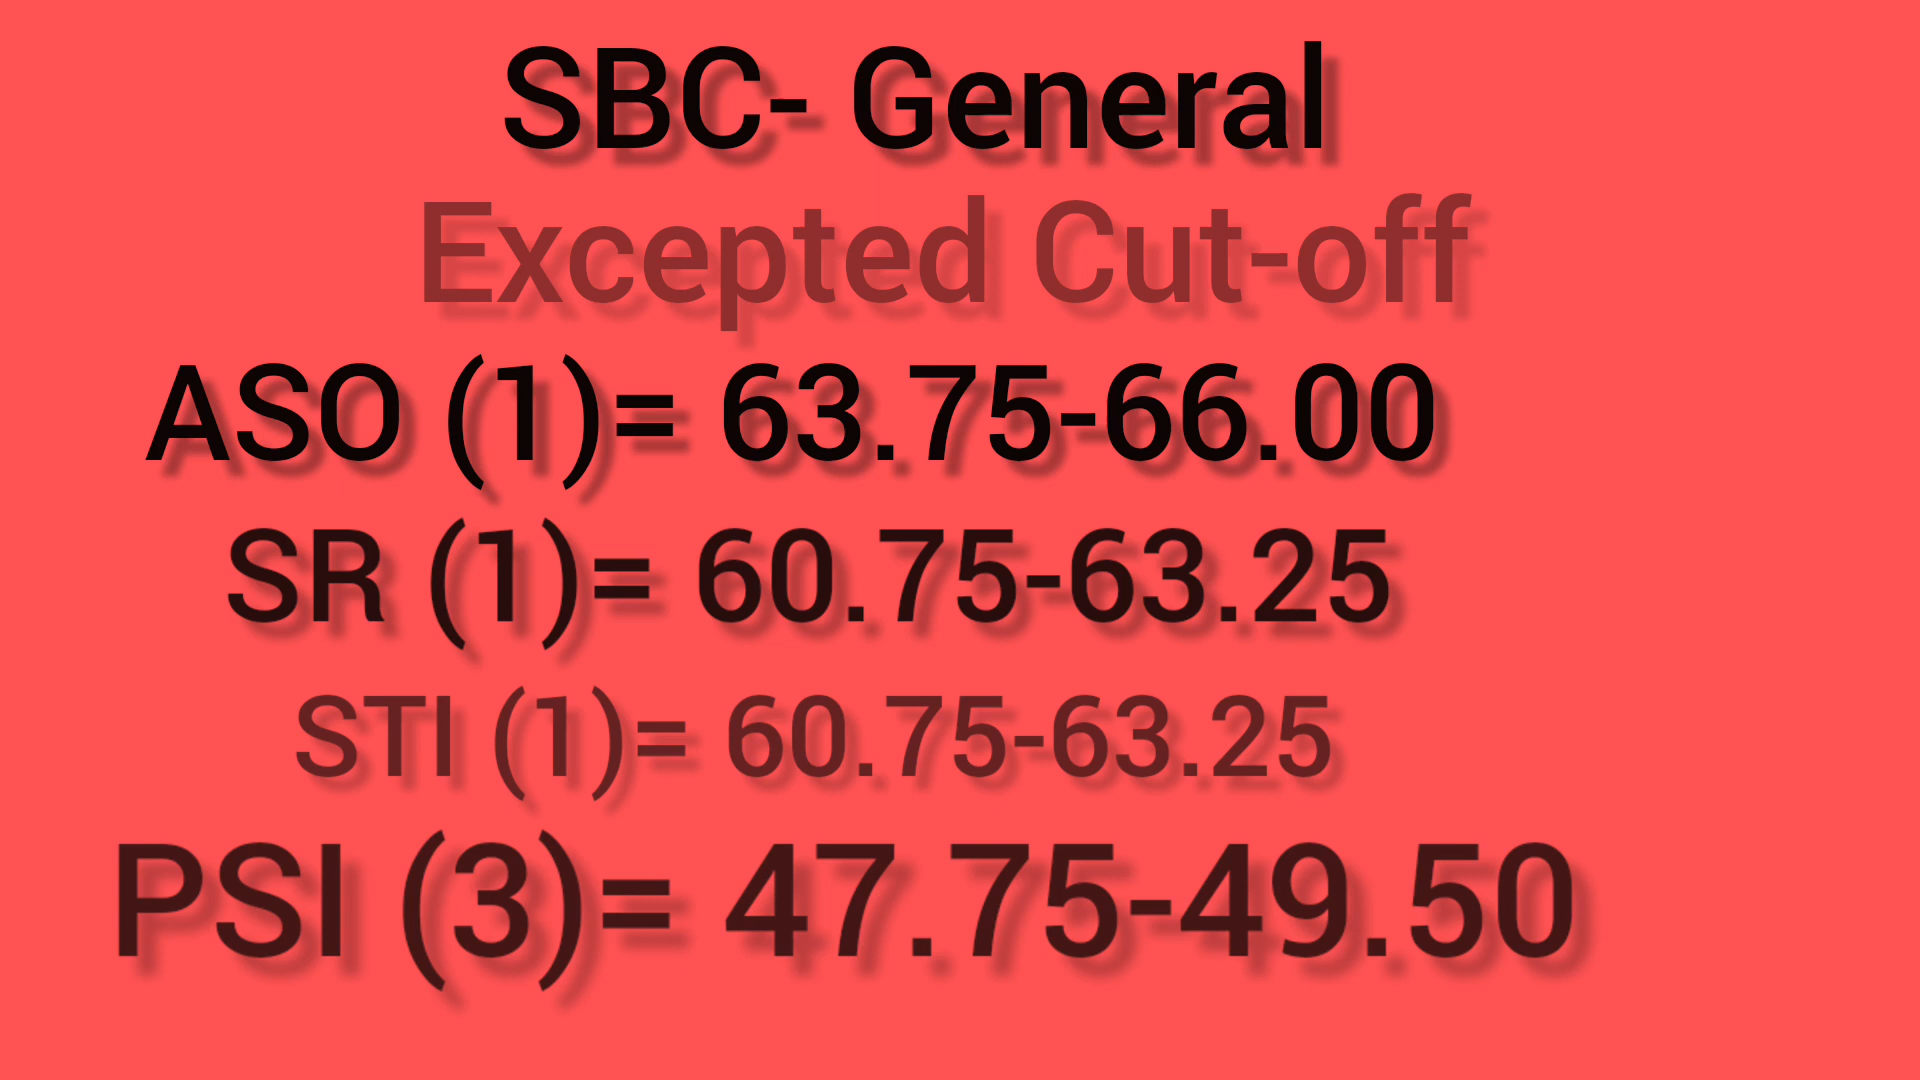 SBC- General
Excepted Cut-off
ASO (1)= 63.75-66.00
SR (1)= 60.75-63.25
STI (1)= 60.75-63.25
PSI (3)= 47.75-49.50